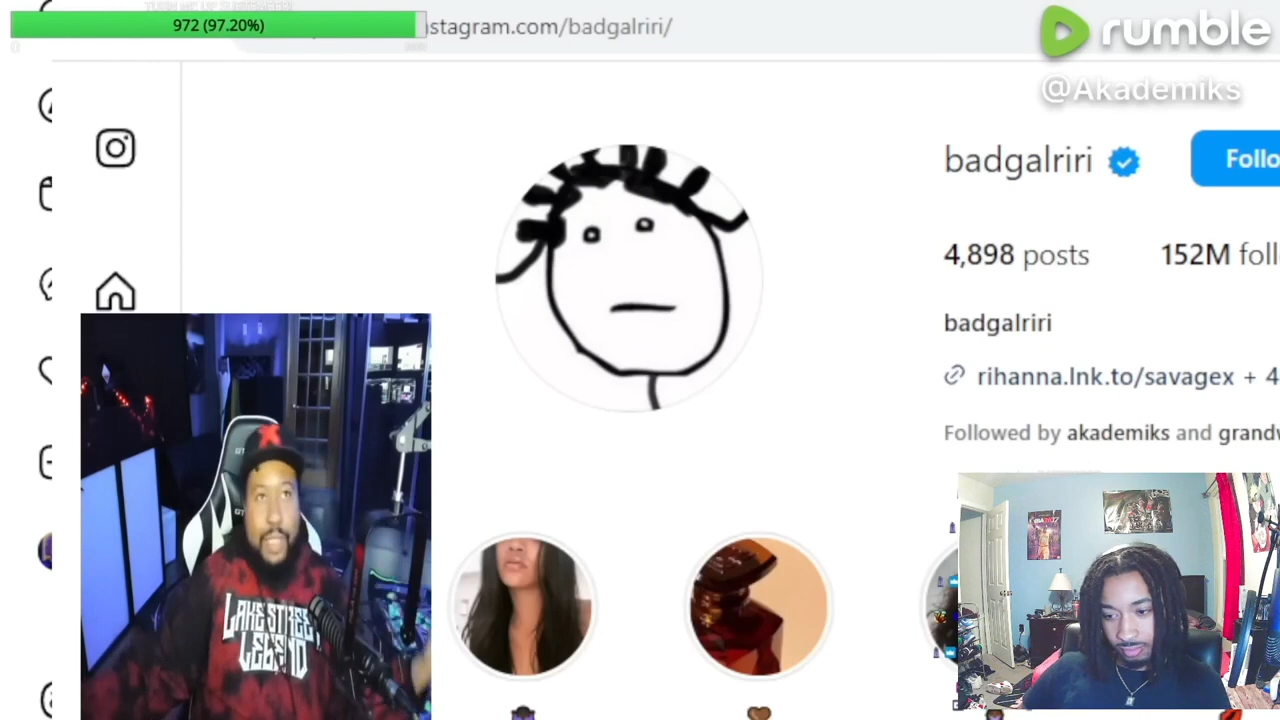 972 (97.20%)
stagram.com/badgalriri/
rumble
@Akademiks
badgalriri
Follo
4,898 posts
152M foll
badgalriri
rihanna.lnk.to/savagex + 4
Followed by akademiks and grandw
LAKE STREET
LEGEND